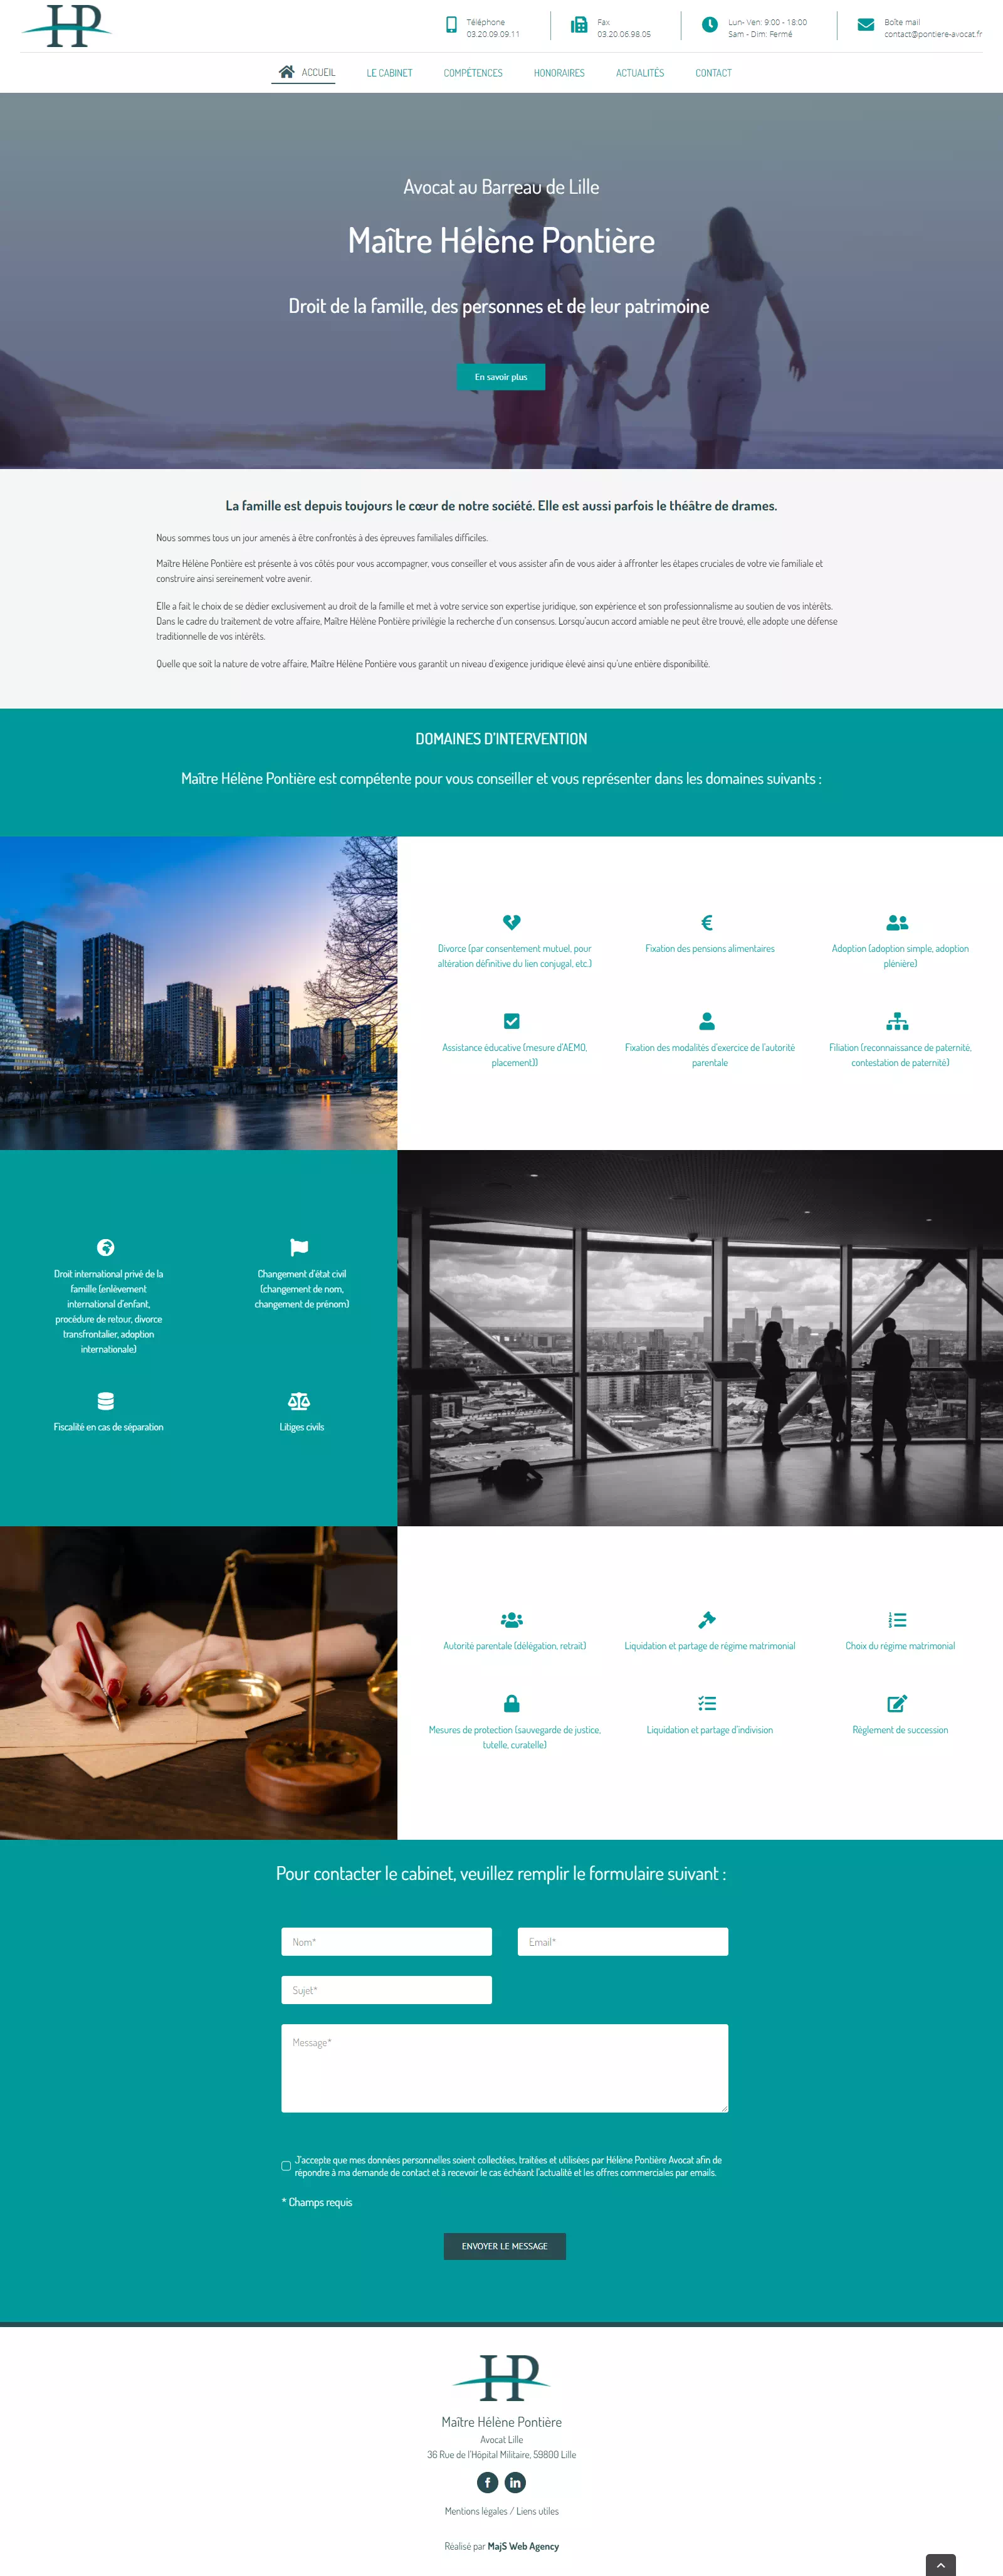 HP
Téléphone
03.20.09.09.11
Fax
03.20.06.98.05
Lun- Ven: 9:00 - 18:00
Sam - Dim: Fermé
Boîte mail
contact@pontiere-avocat.fr
ACCUEIL LE CABINET COMPÉTENCES HONORAIRES ACTUALITÉS CONTACT
Avocat au Barreau de Lille
Maître Hélène Pontière
Droit de la famille, des personnes et de leur patrimoine
En savoir plus
La famille est depuis toujours le cœur de notre société. Elle est aussi parfois le théâtre de drames.
Nous sommes tous un jour amenés à être confrontés à des épreuves familiales difficiles.
Maître Hélène Pontière est présente à vos côtés pour vous accompagner, vous conseiller et vous assister afin de vous aider à affronter les étapes cruciales de votre vie familiale et
construire ainsi sereinement votre avenir.
Elle a fait le choix de se dédier exclusivement au droit de la famille et met à votre service son expertise juridique, son expérience et son professionnalisme au soutien de vos intérêts.
Dans le cadre du traitement de votre affaire, Maître Hélène Pontière privilégie la recherche d'un consensus. Lorsqu'aucun accord amiable ne peut être trouvé, elle adopte une défense
traditionnelle de vos intérêts.
Quelle que soit la nature de votre affaire, Maître Hélène Pontière vous garantit un niveau d'exigence juridique élevé ainsi qu'une entière disponibilité.
DOMAINES D'INTERVENTION
Maître Hélène Pontière est compétente pour vous conseiller et vous représenter dans les domaines suivants :
Divorce (par consentement mutuel, pour
altération définitive du lien conjugal, etc.)
Fixation des pensions alimentaires
Adoption (adoption simple, adoption
plénière)
Assistance éducative (mesure d'AEMO,
placement))
Fixation des modalités d'exercice de l'autorité
parentale
Filiation (reconnaissance de paternité,
contestation de paternité)
Droit international privé de la
famille (enlèvement
international d'enfant,
procédure de retour, divorce
transfrontalier, adoption
internationale)
Changement d'état civil
(changement de nom,
changement de prénom)
Fiscalité en cas de séparation
Litiges civils
Autorité parentale (délégation, retrait)
Liquidation et partage de régime matrimonial
Choix du régime matrimonial
Mesures de protection (sauvegarde de justice,
tutelle, curatelle)
Liquidation et partage d'indivision
Règlement de succession
Pour contacter le cabinet, veuillez remplir le formulaire suivant :
Nom*
Email*
Sujet*
Message*
J'accepte que mes données personnelles soient collectées, traitées et utilisées par Hélène Pontière Avocat afin de
répondre à ma demande de contact et à recevoir le cas échéant l'actualité et les offres commerciales par emails.
* Champs requis
ENVOYER LE MESSAGE
HP
Maître Hélène Pontière
Avocat Lille
36 Rue de l'Hôpital Militaire, 59800 Lille
Mentions légales / Liens utiles
Réalisé par MajS Web Agency